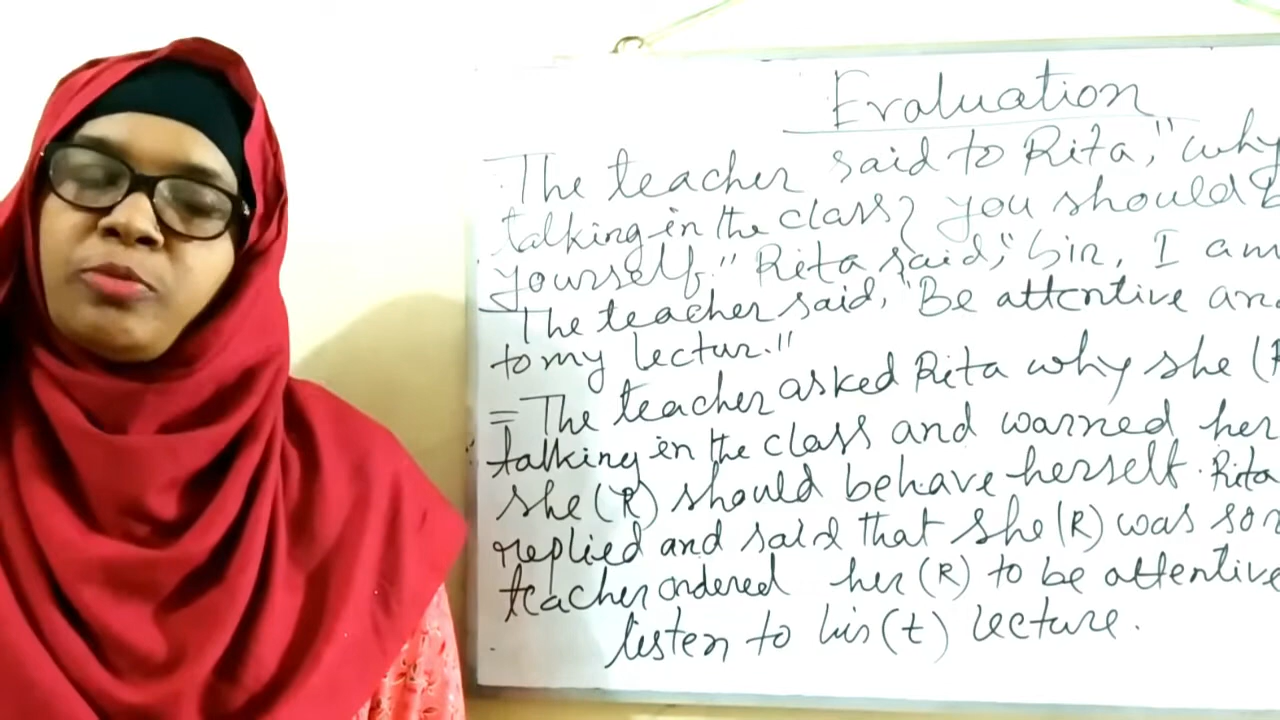 Evaluation
The teacher said to Rita, "why
talking in the class? you should
yourself." Rita said, "Sir, I am
The teacher said, "Be attentive
to my lectur."
= The teacher asked Rita why she (
talking in the class and warned her
she (R) should behave herself. Rita
replied and said that she (R) was
teacher ordered her (R) to be attentive
listen to his (t) lecture.